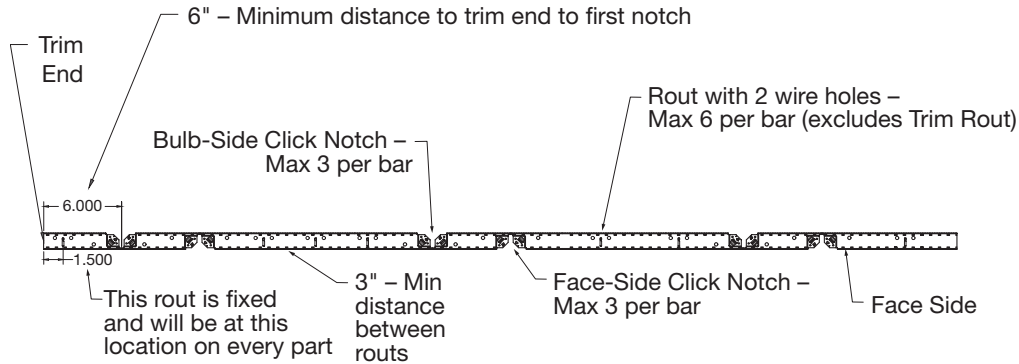 6" – Minimum distance to trim end to first notch
Trim
End
Rout with 2 wire holes –
Max 6 per bar (excludes Trim Rout)
Bulb-Side Click Notch –
Max 3 per bar
6.000
1.500
This rout is fixed
and will be at this
location on every part
3" – Min
distance
between
routs
Face-Side Click Notch –
Max 3 per bar
Face Side